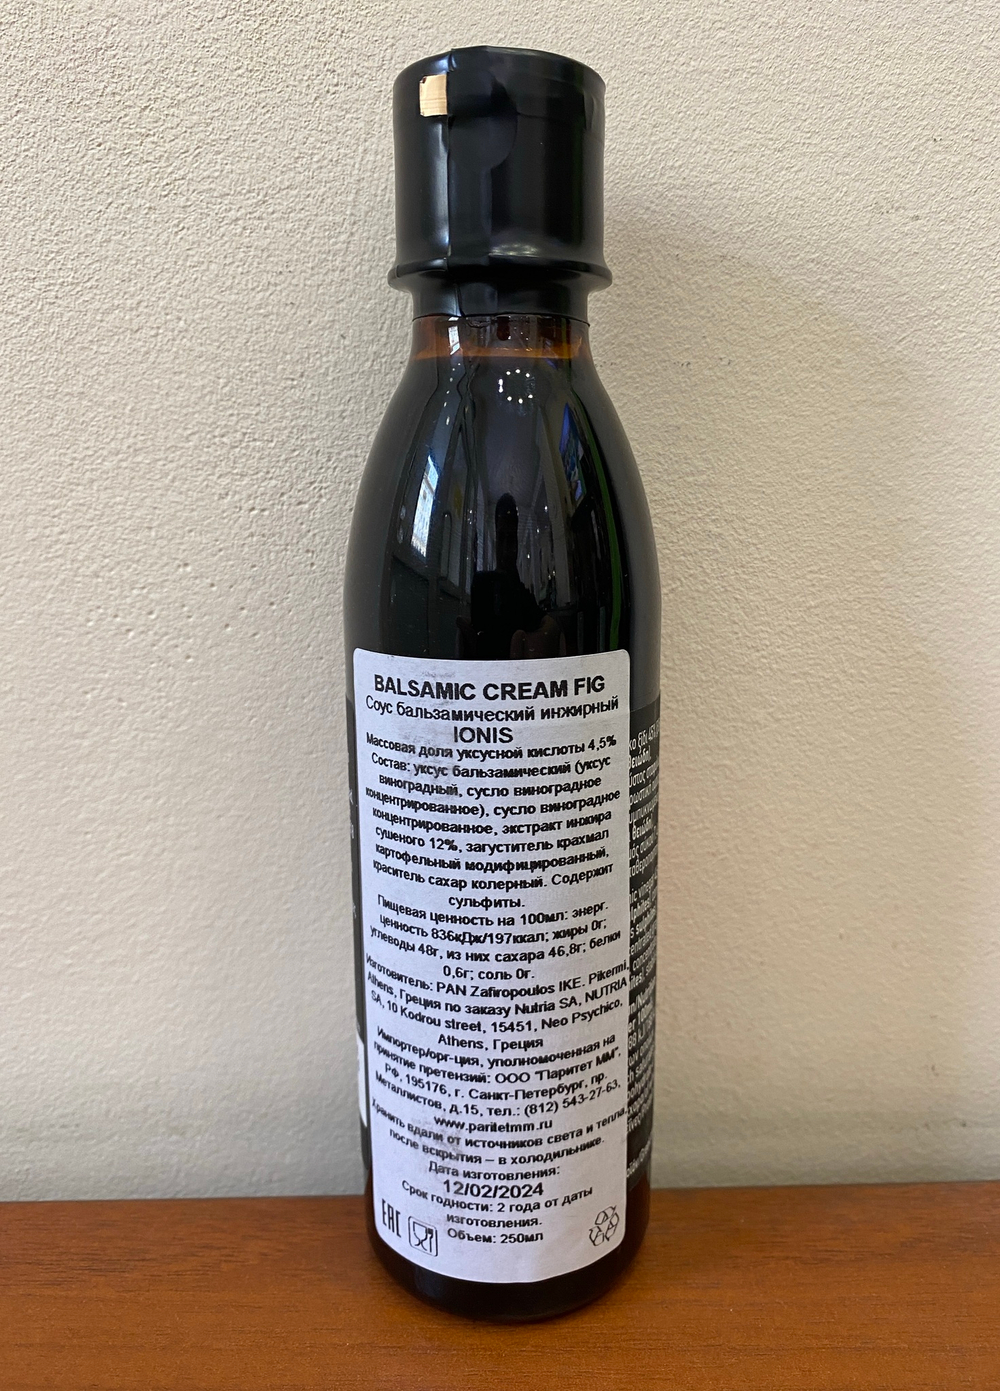 BALSAMIC CREAM FIG
Соус бальзамический инжирный
IONIS
Массовая доля уксусной кислоты 4,5%
Состав: уксус бальзамический (уксус
виноградный, сусло виноградное
концентрированное), сусло виноградное
концентрированное, экстракт инжира
сушеного 12%, загуститель крахмал
картофельный модифицированный,
краситель сахар колерный. Содержит
сульфиты.
Пищевая ценность на 100мл: энерг.
ценность 836кДж/197ккал; жиры 0г;
углеводы 48г, из них сахара 46,8г; белки
0,6г; соль 0г.
Изготовитель: PAN Zafiropoulos IKE. Pikermi,
Athens, Греция по заказу Nutria SA, NUTRIA
SA, 10 Kodrou street, 15451, Neo Psychico,
Athens, Греция
Импортер/орг-ция, уполномоченная на
принятие претензий: ООО "Паритет ММ",
РФ, 195176, г. Санкт-Петербург, пр.
Металлистов, д.15, тел.: (812) 543-27-63,
www.paritetmm.ru
Хранить вдали от источников света и тепла,
после вскрытия – в холодильнике.
Дата изготовления:
12/02/2024
Срок годности: 2 года от даты
изготовления.
Объем: 250мл
EAC